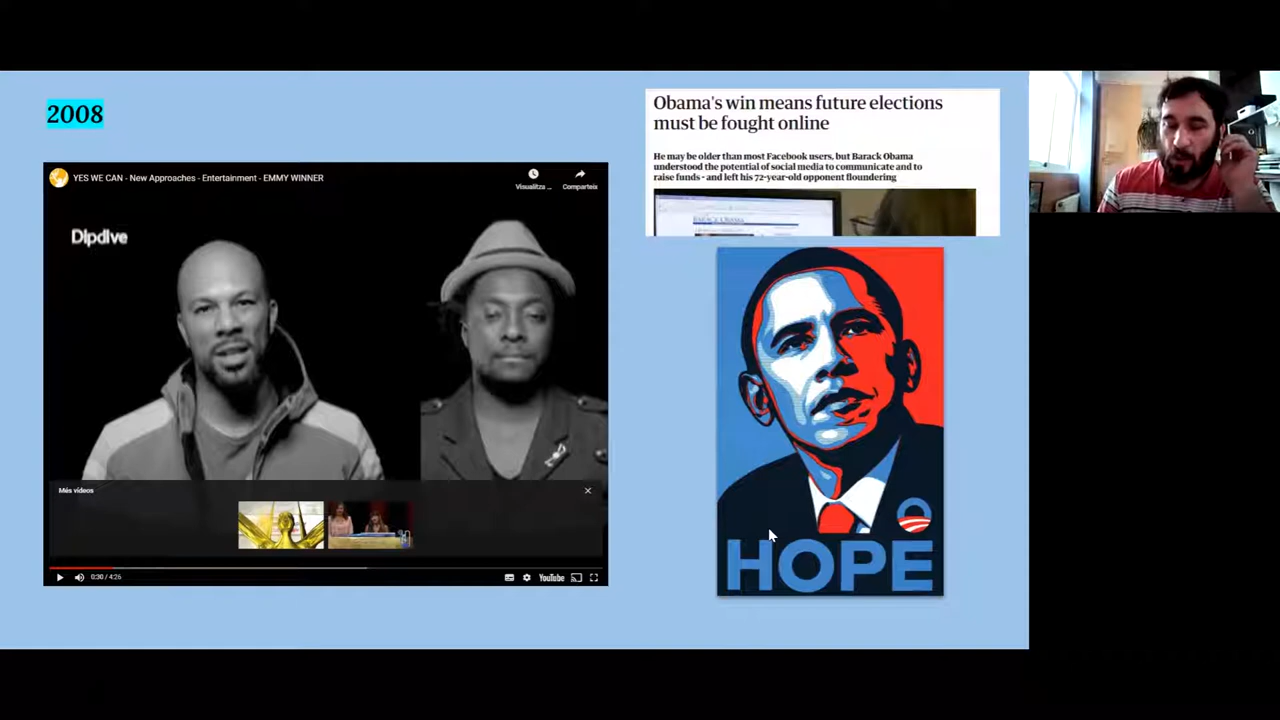 2008
YES WE CAN - New Approaches - Entertainment - EMMY WINNER
Visualitza ...
Comparteix
Dipdive
Més vídeos
0:30 / 4:26
YouTube
Obama's win means future elections
must be fought online
He may be older than most Facebook users, but Barack Obama
understood the potential of social media to communicate and to
raise funds - and left his 72-year-old opponent floundering
HOPE